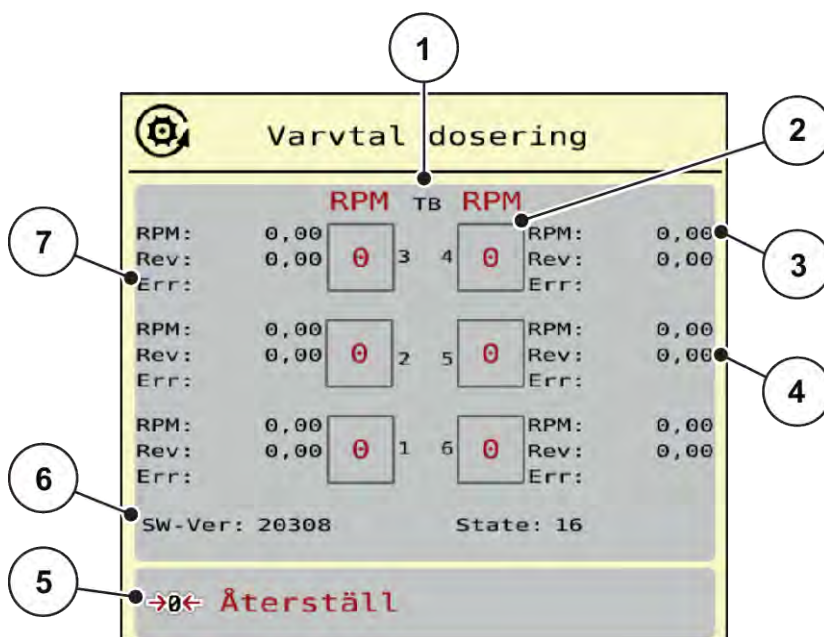 1
Varvtal dosering
2
RPM TB RPM
RPM: 0,00 RPM: 0,00
Rev: 0,00 0 3 4 0 Rev: 0,00
Err: Err:
7
3
RPM: 0,00 RPM: 0,00
Rev: 0,00 0 2 5 0 Rev: 0,00
Err: Err:
4
RPM: 0,00 RPM: 0,00
Rev: 0,00 0 1 6 0 Rev: 0,00
Err: Err:
6
SW-Ver: 20308 State: 16
5
→0← Återställ